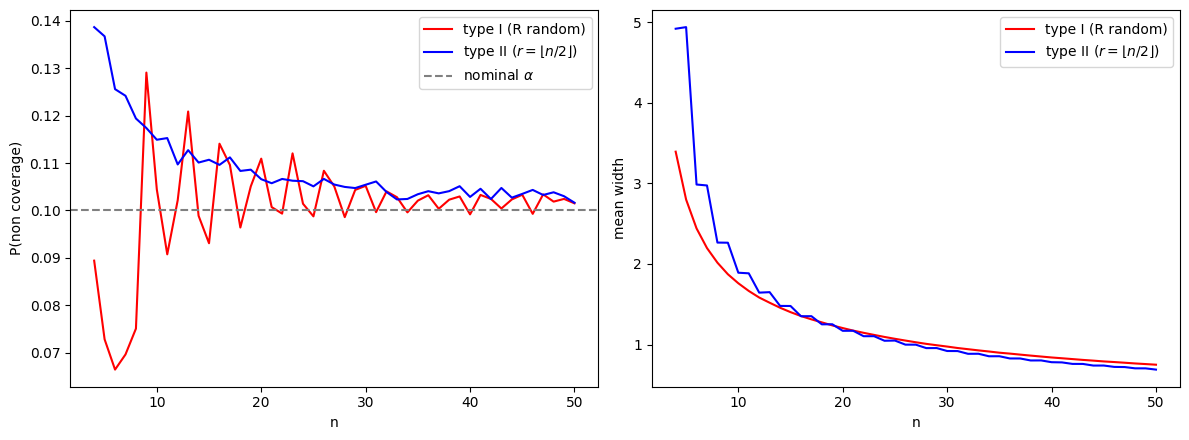 0.14
0.13
0.12
0.11
0.10
0.09
0.08
0.07
P(non coverage)
10
20
30
40
50
n
type I (R random)
type II (r = ⌊n/2⌋)
nominal α
5
4
3
2
1
mean width
10
20
30
40
50
n
type I (R random)
type II (r = ⌊n/2⌋)